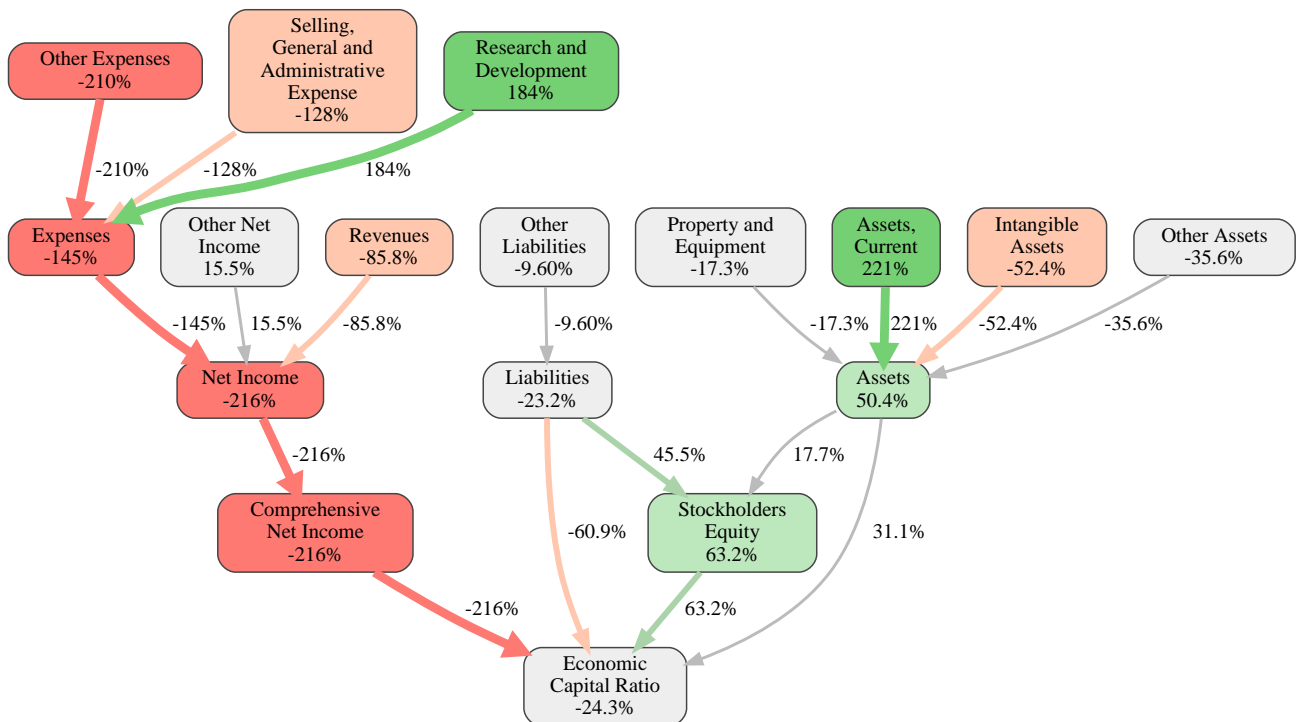 Other Expenses
-210%
Selling,
General and
Administrative
Expense
-128%
Research and
Development
184%
-210%
-128%
184%
Expenses
-145%
Other Net
Income
15.5%
Revenues
-85.8%
Other
Liabilities
-9.60%
Property and
Equipment
-17.3%
Assets,
Current
221%
Intangible
Assets
-52.4%
Other Assets
-35.6%
-145%
15.5%
-85.8%
-9.60%
-17.3%
221%
-52.4%
-35.6%
Net Income
-216%
Liabilities
-23.2%
Assets
50.4%
-216%
45.5%
17.7%
Comprehensive
Net Income
-216%
-60.9%
Stockholders
Equity
63.2%
31.1%
-216%
63.2%
Economic
Capital Ratio
-24.3%